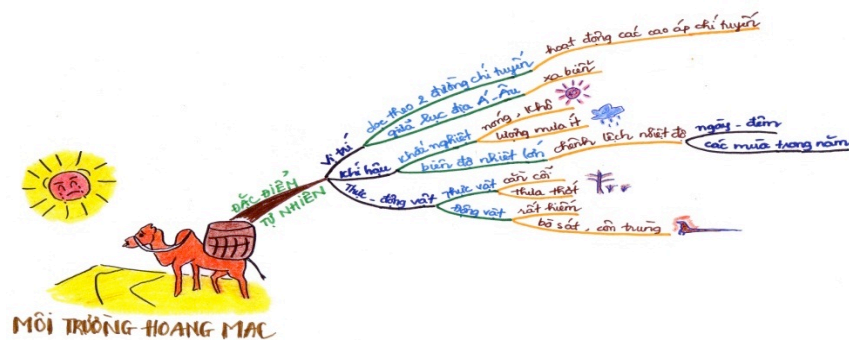 MÔI TRƯỜNG HOANG MẠC
ĐẶC ĐIỂM
TỰ NHIÊN
Vị trí
dọc theo 2 đường chí tuyến
hoạt động các cao áp chí tuyến
giữa lục địa Á-Âu
xa biển
Khí hậu
Khắc nghiệt
nóng, khô
lượng mưa ít
biên độ nhiệt lớn
chênh lệch nhiệt độ
ngày - đêm
các mùa trong năm
Thực - động vật
Thực vật
cằn cỗi
thưa thớt
động vật
rất hiếm
bò sát, côn trùng